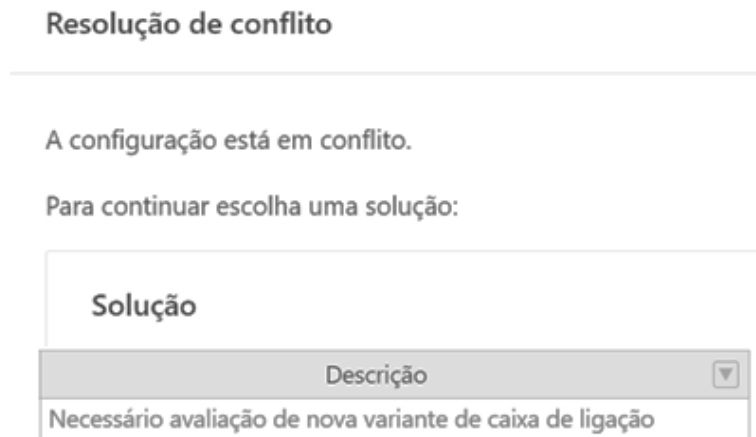 Resolução de conflito
A configuração está em conflito.
Para continuar escolha uma solução:
Solução
Descrição
Necessário avaliação de nova variante de caixa de ligação